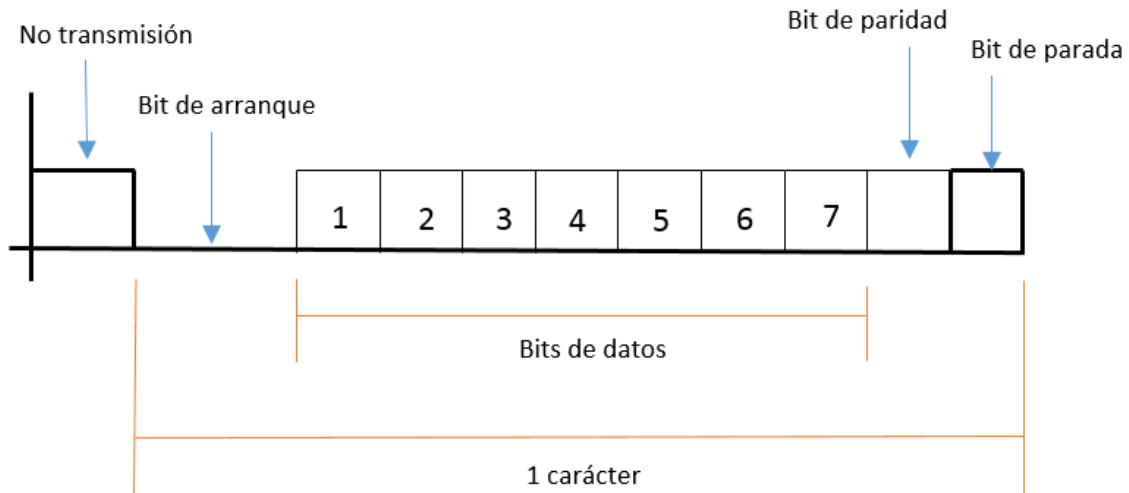 No transmisión
Bit de arranque
Bit de paridad
Bit de parada
1 2 3 4 5 6 7
Bits de datos
1 carácter